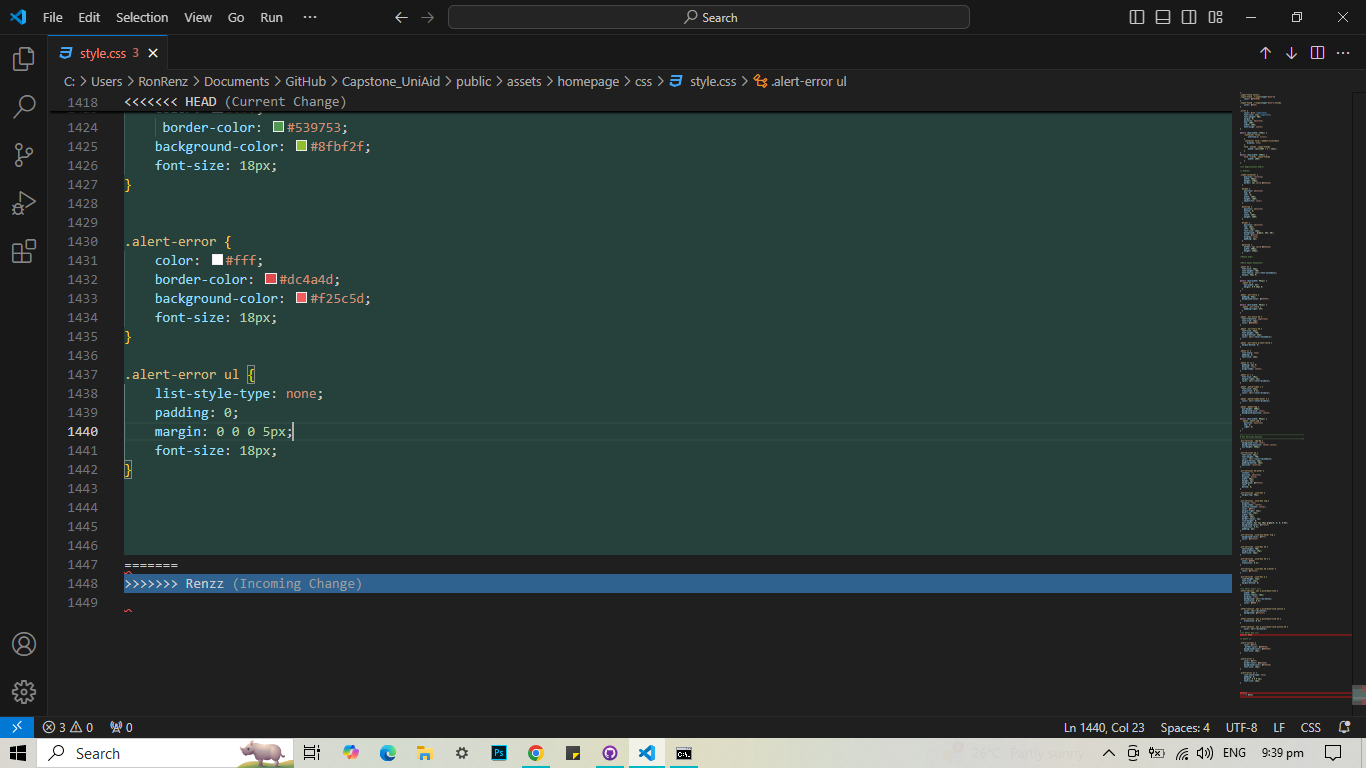 File Edit Selection View Go Run ··· Search
style.css 3
C: > Users > RonRenz > Documents > GitHub > Capstone_UniAid > public > assets > homepage > css > style.css > .alert-error ul
1418 <<<<<<< HEAD (Current Change)
1424 border-color: #539753;
1425 background-color: #8fbf2f;
1426 font-size: 18px;
1427 }
1428
1429
1430 .alert-error {
1431 color: #fff;
1432 border-color: #dc4a4d;
1433 background-color: #f25c5d;
1434 font-size: 18px;
1435 }
1436
1437 .alert-error ul {
1438 list-style-type: none;
1439 padding: 0;
1440 margin: 0 0 0 5px;
1441 font-size: 18px;
1442 }
1443
1444
1445
1446
1447 =======
1448 >>>>>>> Renzz (Incoming Change)
1449
3 0 0 Ln 1440, Col 23 Spaces: 4 UTF-8 LF CSS
Search 26°C Partly sunny ENG 9:39 pm